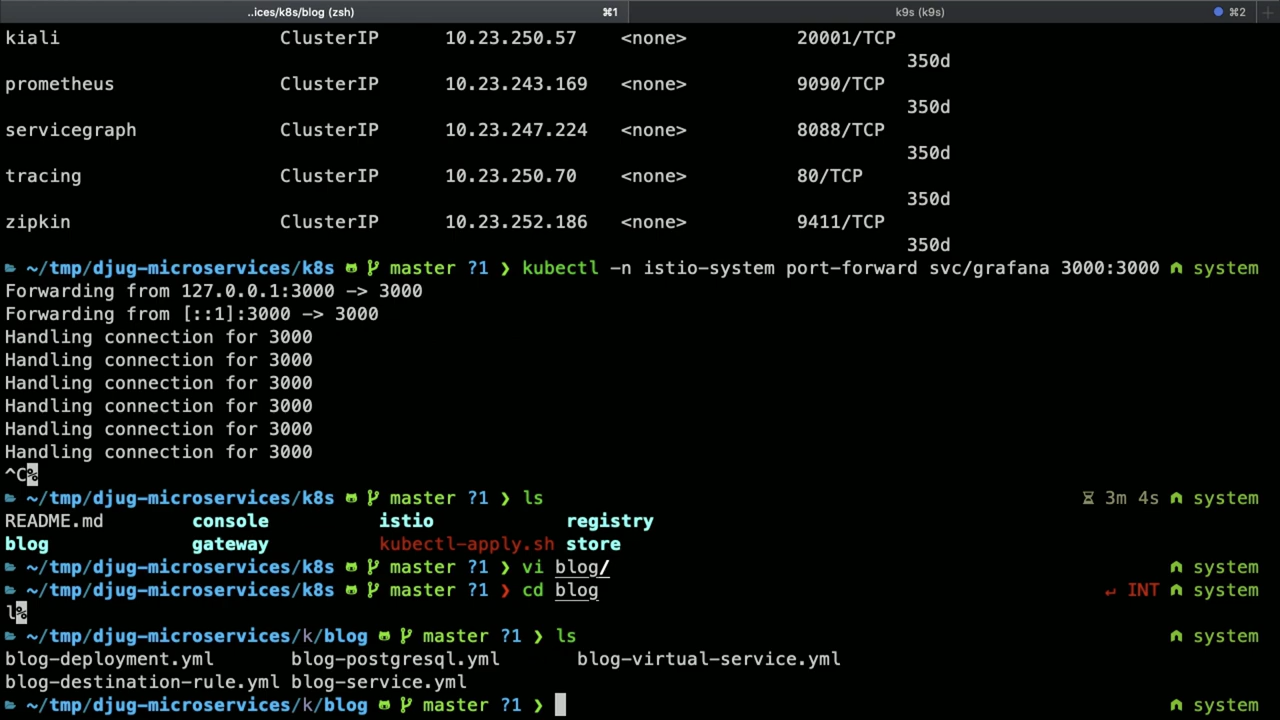 ..ices/k8s/blog (zsh) ⌘1 k9s (k9s) ⌘2
kiali ClusterIP 10.23.250.57 <none> 20001/TCP
350d
prometheus ClusterIP 10.23.243.169 <none> 9090/TCP
350d
servicegraph ClusterIP 10.23.247.224 <none> 8088/TCP
350d
tracing ClusterIP 10.23.250.70 <none> 80/TCP
350d
zipkin ClusterIP 10.23.252.186 <none> 9411/TCP
350d
~/tmp/djug-microservices/k8s master ?1 ❯ kubectl -n istio-system port-forward svc/grafana 3000:3000 system
Forwarding from 127.0.0.1:3000 -> 3000
Forwarding from [::1]:3000 -> 3000
Handling connection for 3000
Handling connection for 3000
Handling connection for 3000
Handling connection for 3000
Handling connection for 3000
Handling connection for 3000
^C%
~/tmp/djug-microservices/k8s master ?1 ❯ ls 3m 4s system
README.md console istio registry
blog gateway kubectl-apply.sh store
~/tmp/djug-microservices/k8s master ?1 ❯ vi blog/ system
~/tmp/djug-microservices/k8s master ?1 ❯ cd blog ↵ INT system
l%
~/tmp/djug-microservices/k/blog master ?1 ❯ ls system
blog-deployment.yml blog-postgresql.yml blog-virtual-service.yml
blog-destination-rule.yml blog-service.yml
~/tmp/djug-microservices/k/blog master ?1 ❯ system